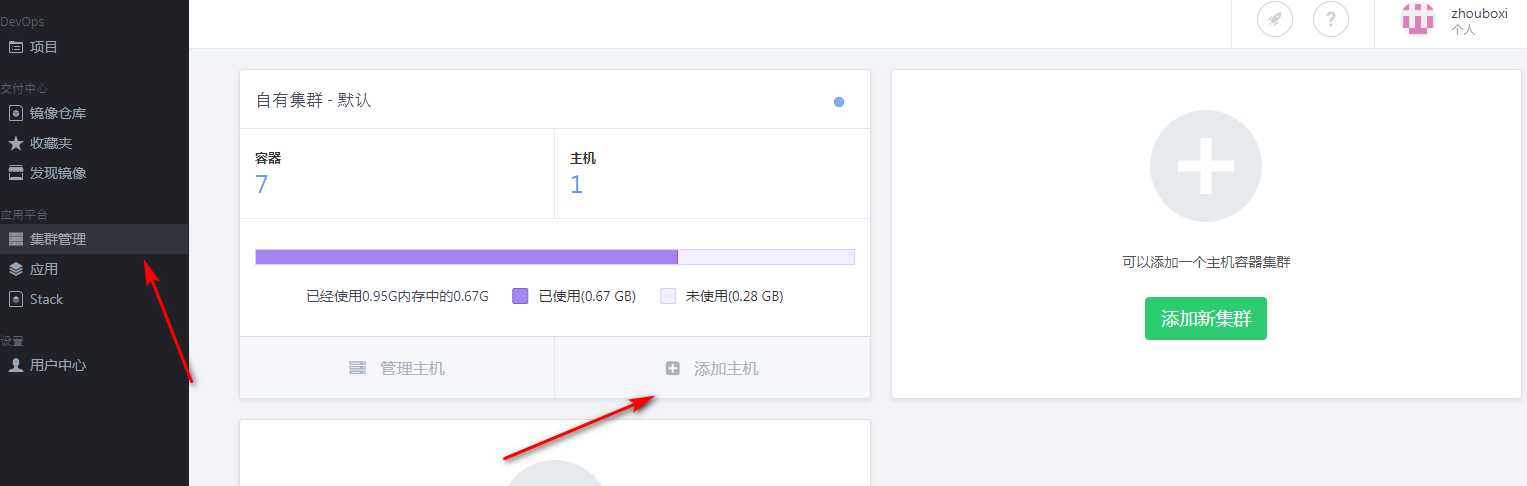 DevOps
项目
交付中心
镜像仓库
收藏夹
发现镜像
应用平台
集群管理
应用
Stack
设置
用户中心
?
zhouboxi
个人
自有集群 - 默认
容器
7
主机
1
已经使用0.95G内存中的0.67G
已使用(0.67 GB)
未使用(0.28 GB)
管理主机
添加主机
可以添加一个主机容器集群
添加新集群